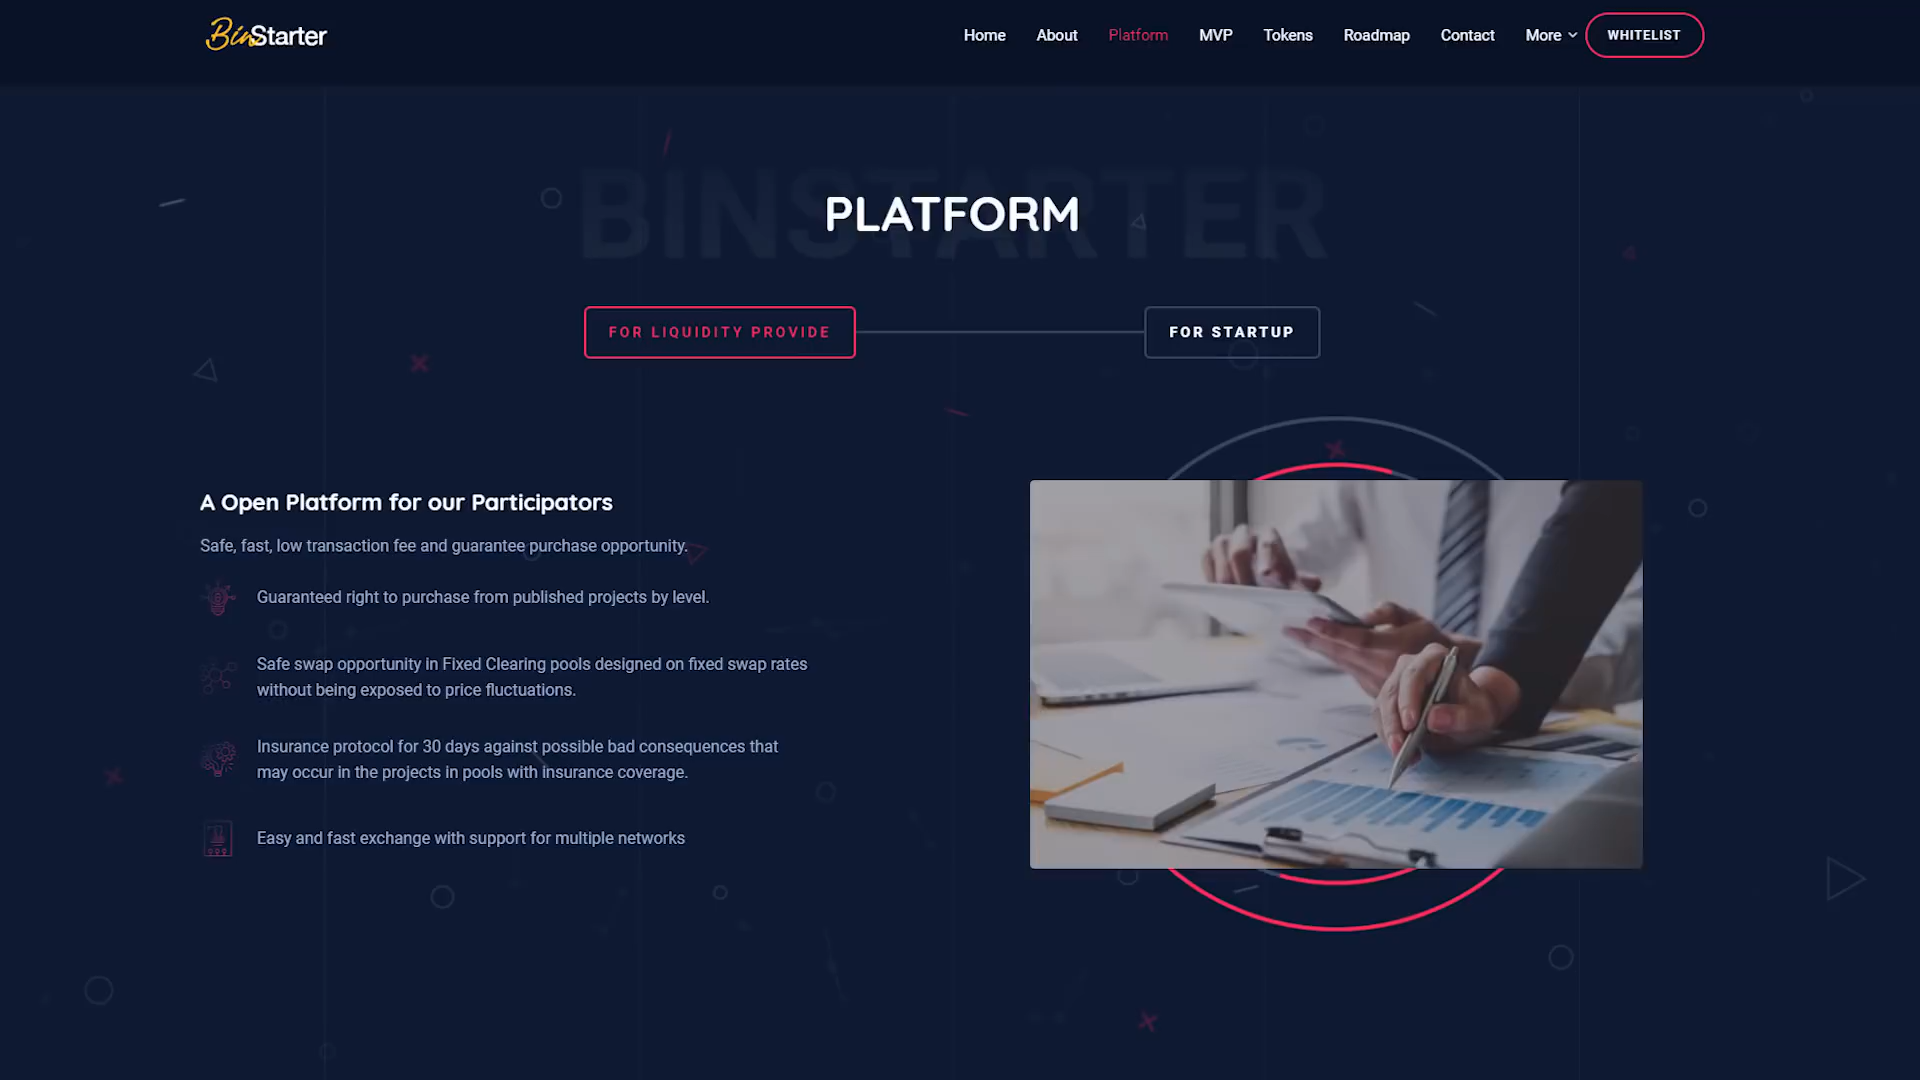 BinStarter
Home About Platform MVP Tokens Roadmap Contact More WHITELIST
BINSTARTER
PLATFORM
FOR LIQUIDITY PROVIDE FOR STARTUP
A Open Platform for our Participators
Safe, fast, low transaction fee and guarantee purchase opportunity.
Guaranteed right to purchase from published projects by level.
Safe swap opportunity in Fixed Clearing pools designed on fixed swap rates
without being exposed to price fluctuations.
Insurance protocol for 30 days against possible bad consequences that
may occur in the projects in pools with insurance coverage.
Easy and fast exchange with support for multiple networks